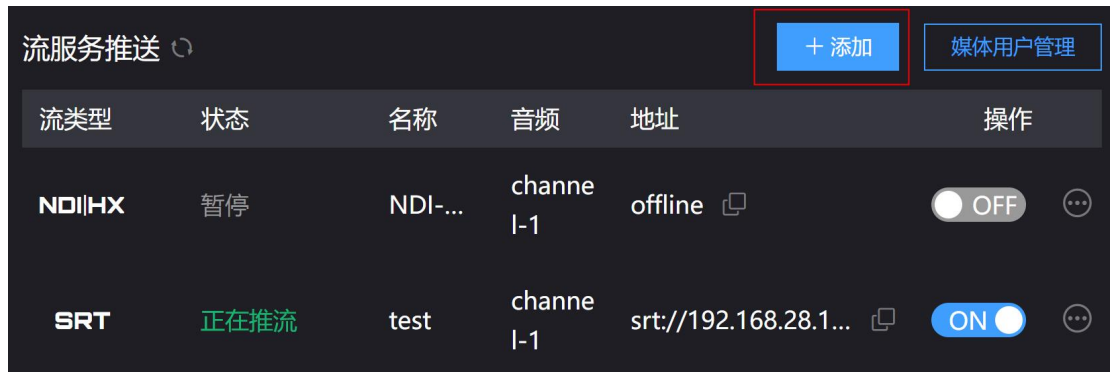 流服务推送
+ 添加
媒体用户管理
流类型 状态 名称 音频 地址 操作
NDI|HX 暂停 NDI-... channe
l-1 offline OFF
SRT 正在推流 test channe
l-1 srt://192.168.28.1... ON